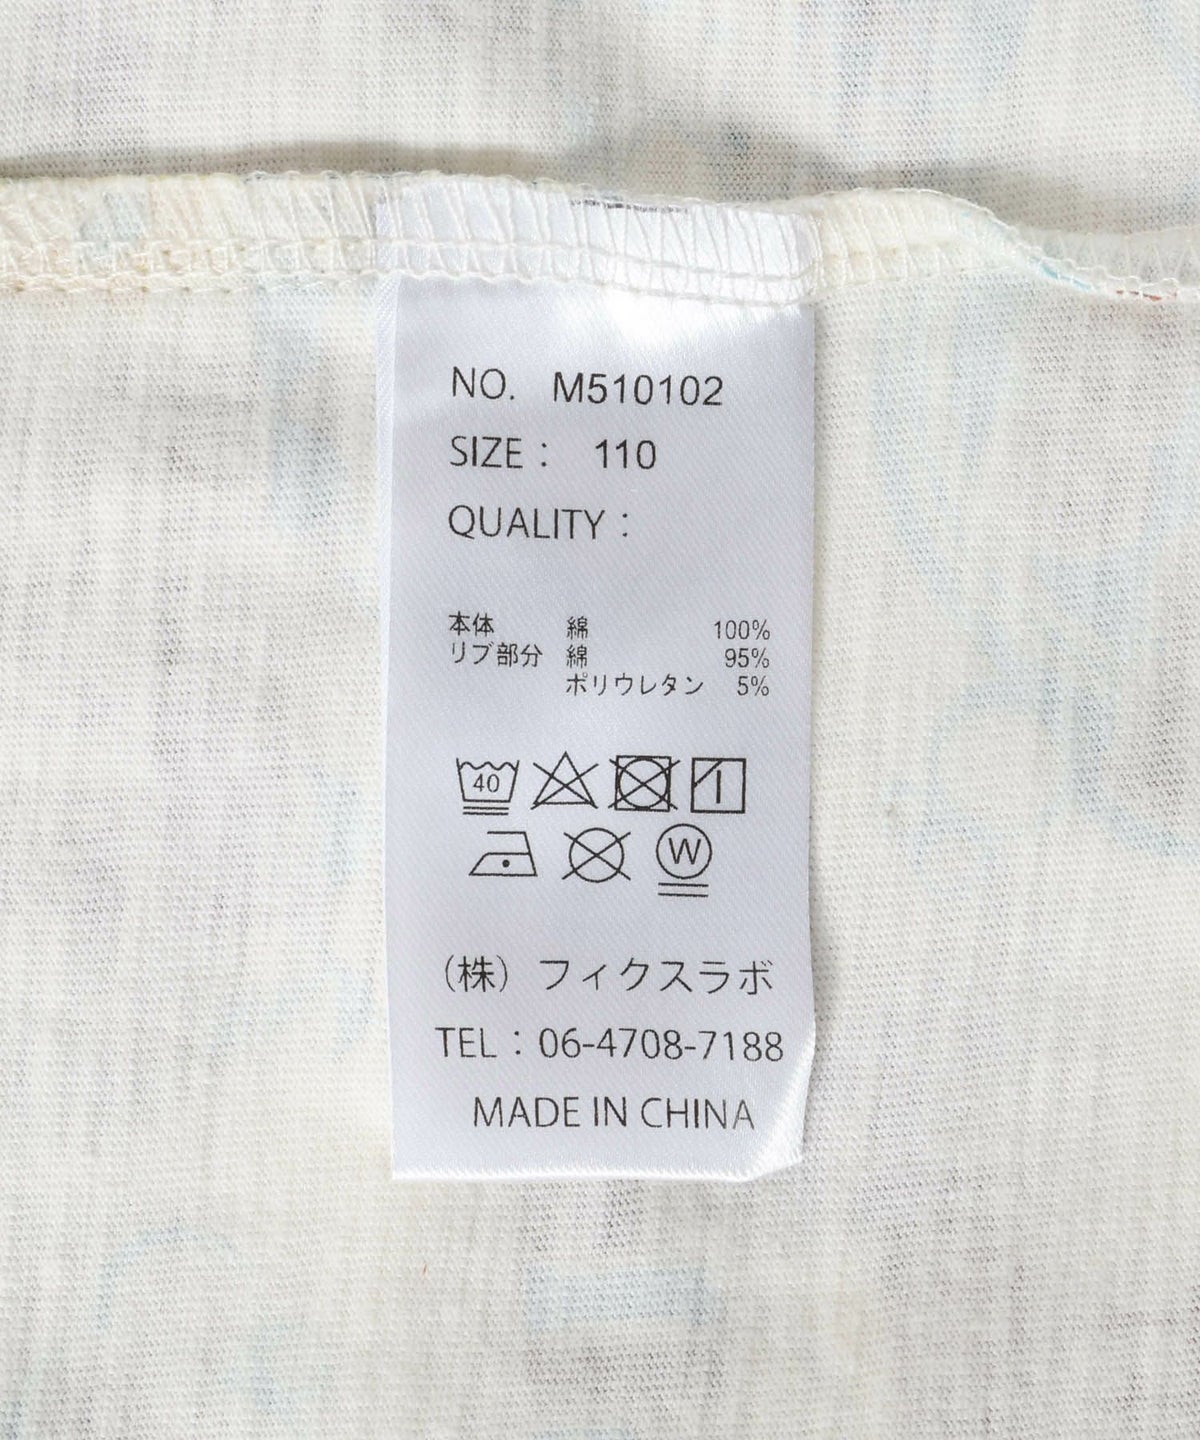 NO. M510102
SIZE : 110
QUALITY :
本体 綿 100%
リブ部分 綿 95%
ポリウレタン 5%
40
W
(株) フィクスラボ
TEL : 06-4708-7188
MADE IN CHINA